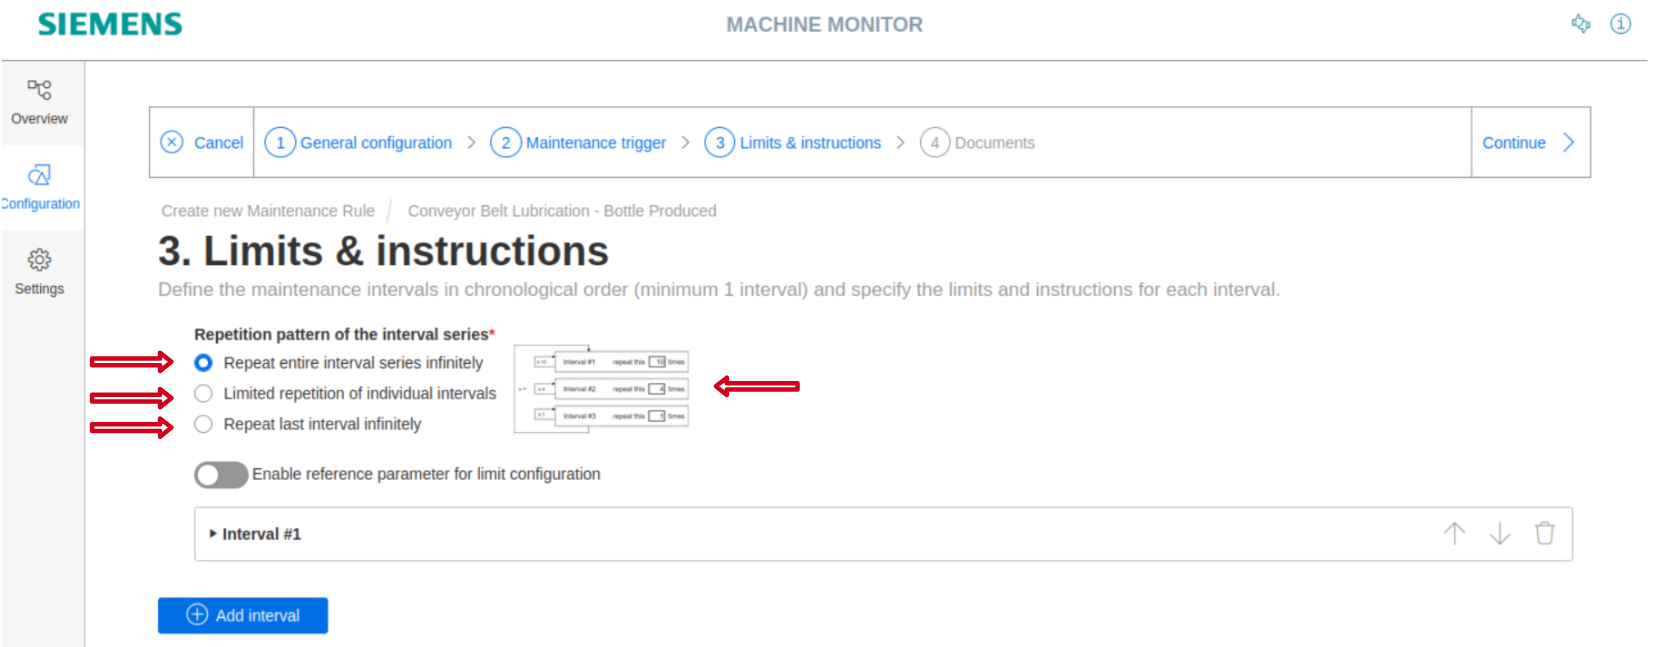 SIEMENS
MACHINE MONITOR
Overview
Configuration
Settings
Cancel
1 General configuration
2 Maintenance trigger
3 Limits & instructions
4 Documents
Continue
Create new Maintenance Rule / Conveyor Belt Lubrication - Bottle Produced
3. Limits & instructions
Define the maintenance intervals in chronological order (minimum 1 interval) and specify the limits and instructions for each interval.
Repetition pattern of the interval series*
Repeat entire interval series infinitely
Limited repetition of individual intervals
Repeat last interval infinitely
x 10 Interval #1 repeat this 10 times
Interval #2 repeat this 4 times
Interval #3 repeat this times
Enable reference parameter for limit configuration
Interval #1
Add interval